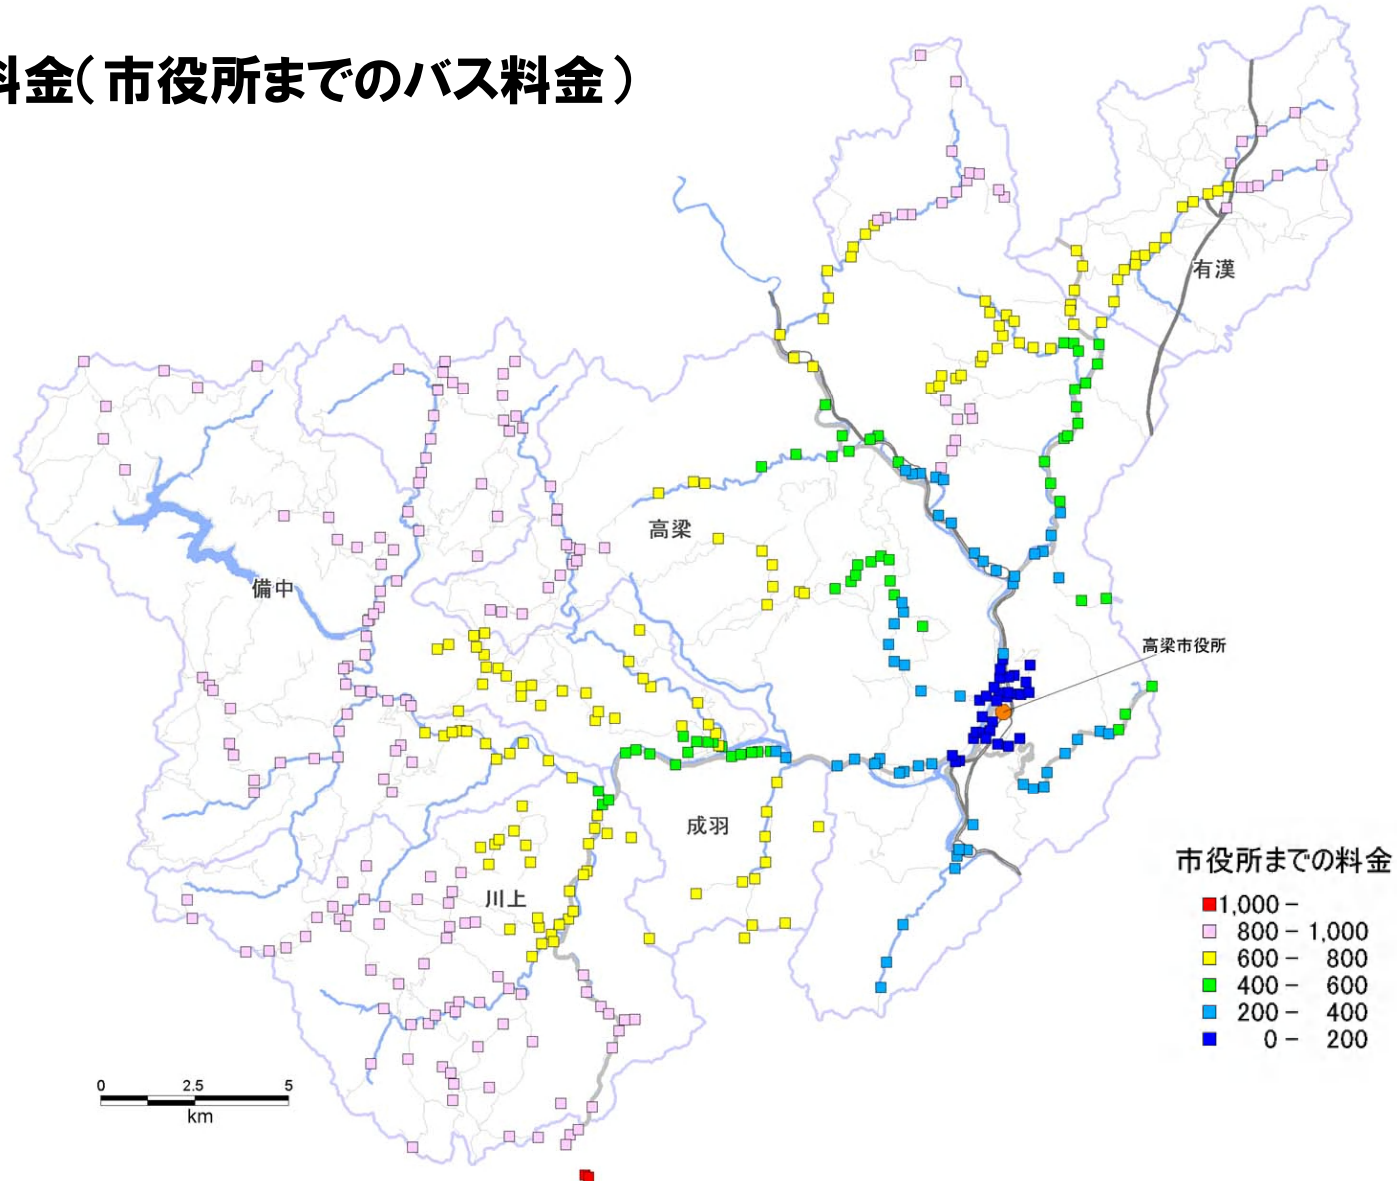 料金(市役所までのバス料金)
有漢
高梁
備中
高梁市役所
成羽
川上
市役所までの料金
1,000 -
800 - 1,000
600 - 800
400 - 600
200 - 400
0 - 200
0 2.5 5
km